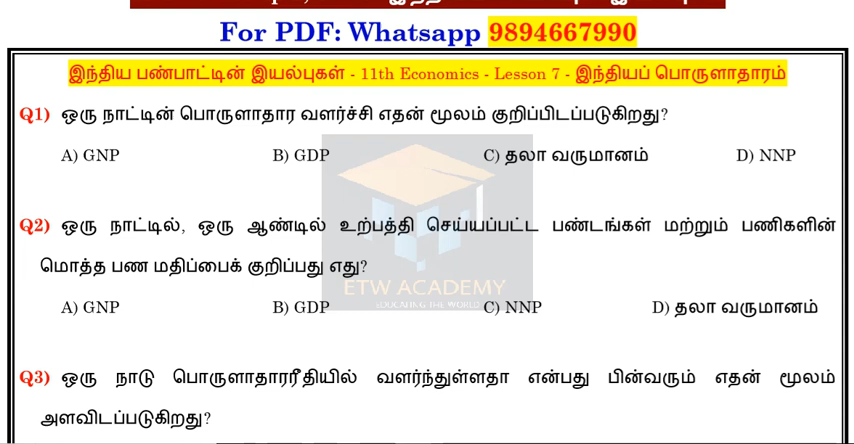 For PDF: Whatsapp 9894667990
இந்திய பண்பாட்டின் இயல்புகள் - 11th Economics - Lesson 7 - இந்தியப் பொருளாதாரம்
Q1) ஒரு நாட்டின் பொருளாதார வளர்ச்சி எதன் மூலம் குறிப்பிடப்படுகிறது?
A) GNP B) GDP C) தலா வருமானம் D) NNP
Q2) ஒரு நாட்டில், ஒரு ஆண்டில் உற்பத்தி செய்யப்பட்ட பண்டங்கள் மற்றும் பணிகளின்
மொத்த பண மதிப்பைக் குறிப்பது எது?
ETW ACADEMY
EDUCATING THE WORLD
A) GNP B) GDP C) NNP D) தலா வருமானம்
Q3) ஒரு நாடு பொருளாதாரரீதியில் வளர்ந்துள்ளதா என்பது பின்வரும் எதன் மூலம்
அளவிடப்படுகிறது?